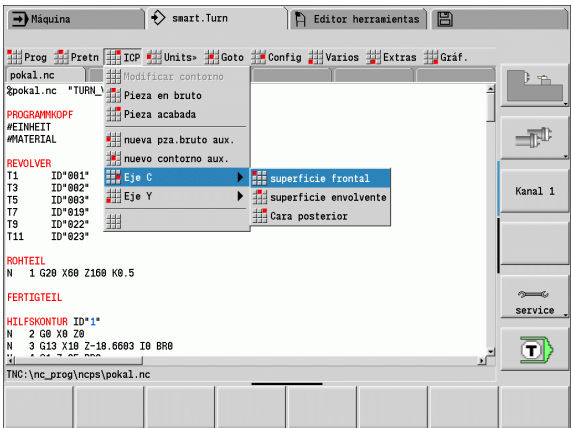 Máquina
smart.Turn
Editor herramientas
Prog Pretn ICP Units» Goto Config Varios Extras Gráf.
pokal.nc
%pokal.nc "TURN_
PROGRAMMKOPF
#EINHEIT
#MATERIAL
REVOLVER
T1 ID"001"
T3 ID"002"
T5 ID"003"
T7 ID"019"
T9 ID"022"
T11 ID"023"
ROHTEIL
N 1 G20 X60 Z160 K0.5
FERTIGTEIL
HILFSKONTUR ID"1"
N 2 G0 X0 Z0
N 3 G13 X10 Z-18.6603 I0 BR0
Modificar contorno
Pieza en bruto
Pieza acabada
nueva pza.bruto aux.
nuevo contorno aux.
Eje C
Eje Y
superficie frontal
superficie envolvente
Cara posterior
TNC:\nc_prog\ncps\pokal.nc
Kanal 1
service
T